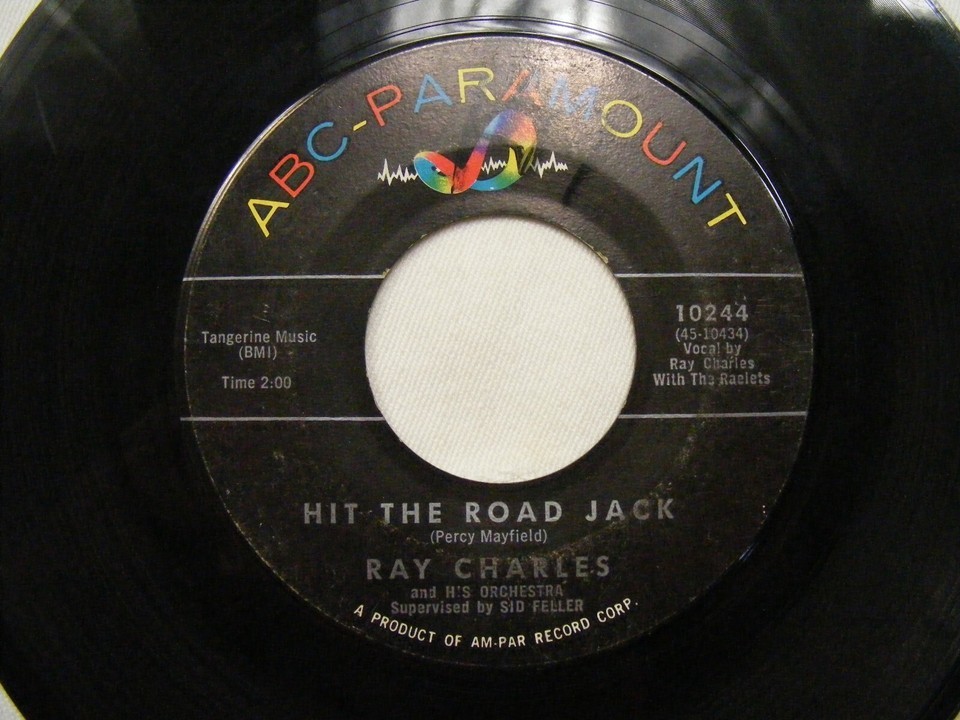 ABC-PARAMOUNT
Tangerine Music
(BMI)
Time 2:00
10244
(45-10434)
Vocal by
Ray Charles
With The Raelets
HIT THE ROAD JACK
(Percy Mayfield)
RAY CHARLES
and HIS ORCHESTRA
Supervised by SID FELLER
A PRODUCT OF AM-PAR RECORD CORP.